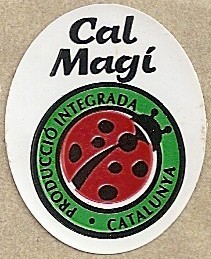 Cal
Magí
PRODUCCIÓ INTEGRADA
• CATALUNYA •